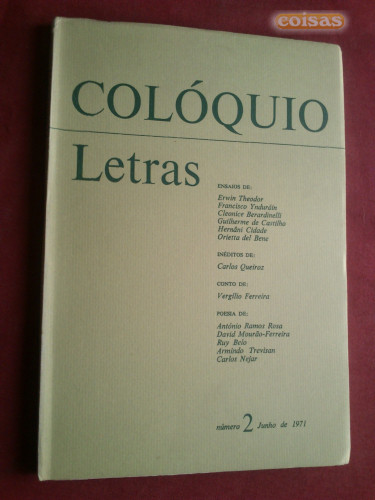 coisas
COLÓQUIO
Letras
ENSAIOS DE:
Erwin Theodor
Francisco Ynduráin
Cleonice Berardinelli
Guilherme de Castilho
Hernâni Cidade
Orietta del Bene
INÉDITOS DE:
Carlos Queiroz
CONTO DE:
Vergílio Ferreira
POESIA DE:
António Ramos Rosa
David Mourão-Ferreira
Ruy Belo
Armindo Trevisan
Carlos Nejar
número 2 Junho de 1971